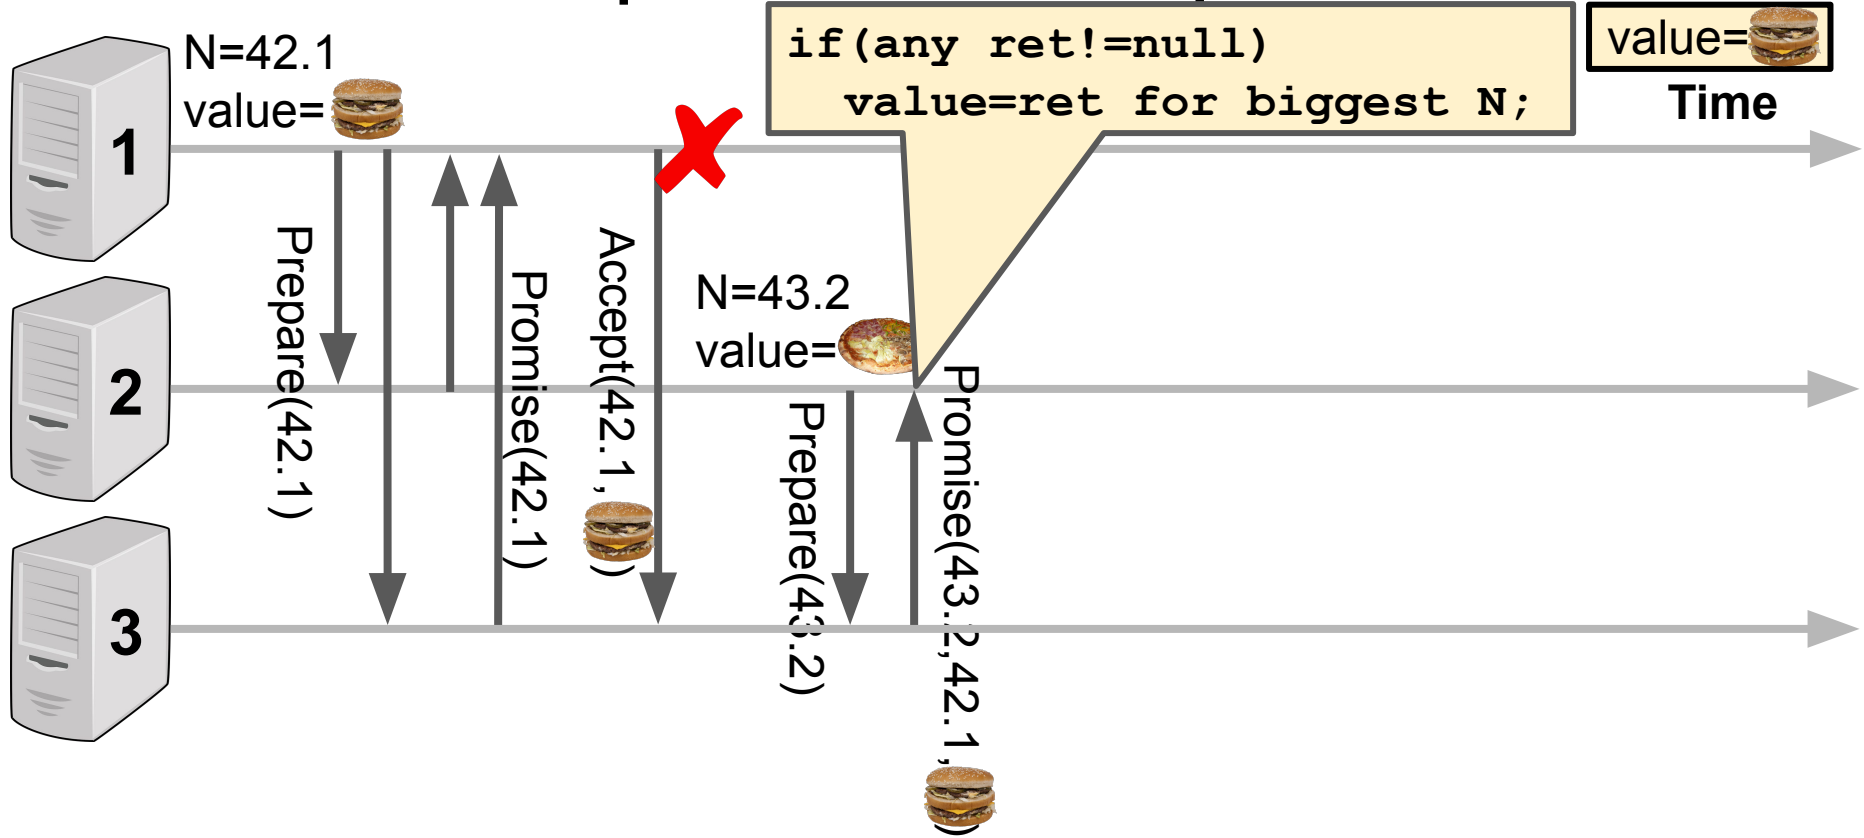 N=42.1
value=
if(any ret!=null)
value=ret for biggest N;
value=
Time
1
Prepare(42.1)
Promise(42.1)
Accept(42.1, )
N=43.2
value=
2
Prepare(43.2)
Promise(43.2,42.1, )
3